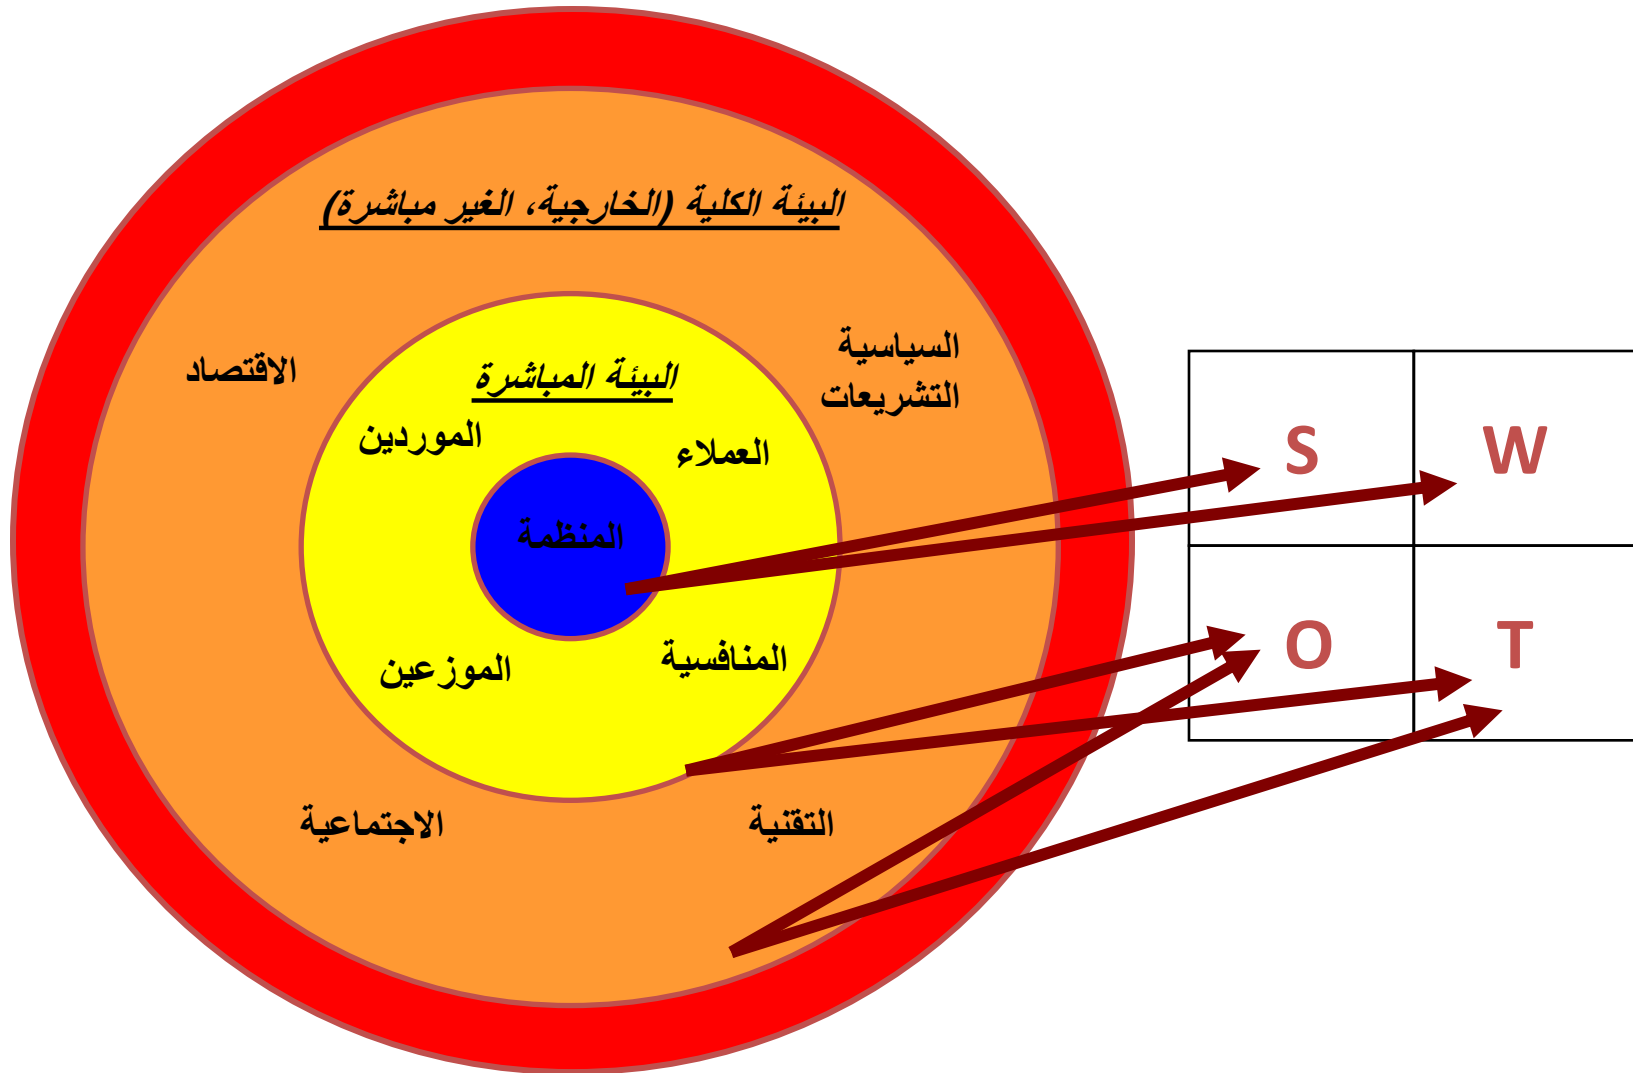 البيئة الكلية (الخارجية، الغير مباشرة)
السياسية
التشريعات
الاقتصاد
البيئة المباشرة
العملاء
الموردين
المنظمة
المنافسية
الموزعين
التقنية
الاجتماعية
S W
O T